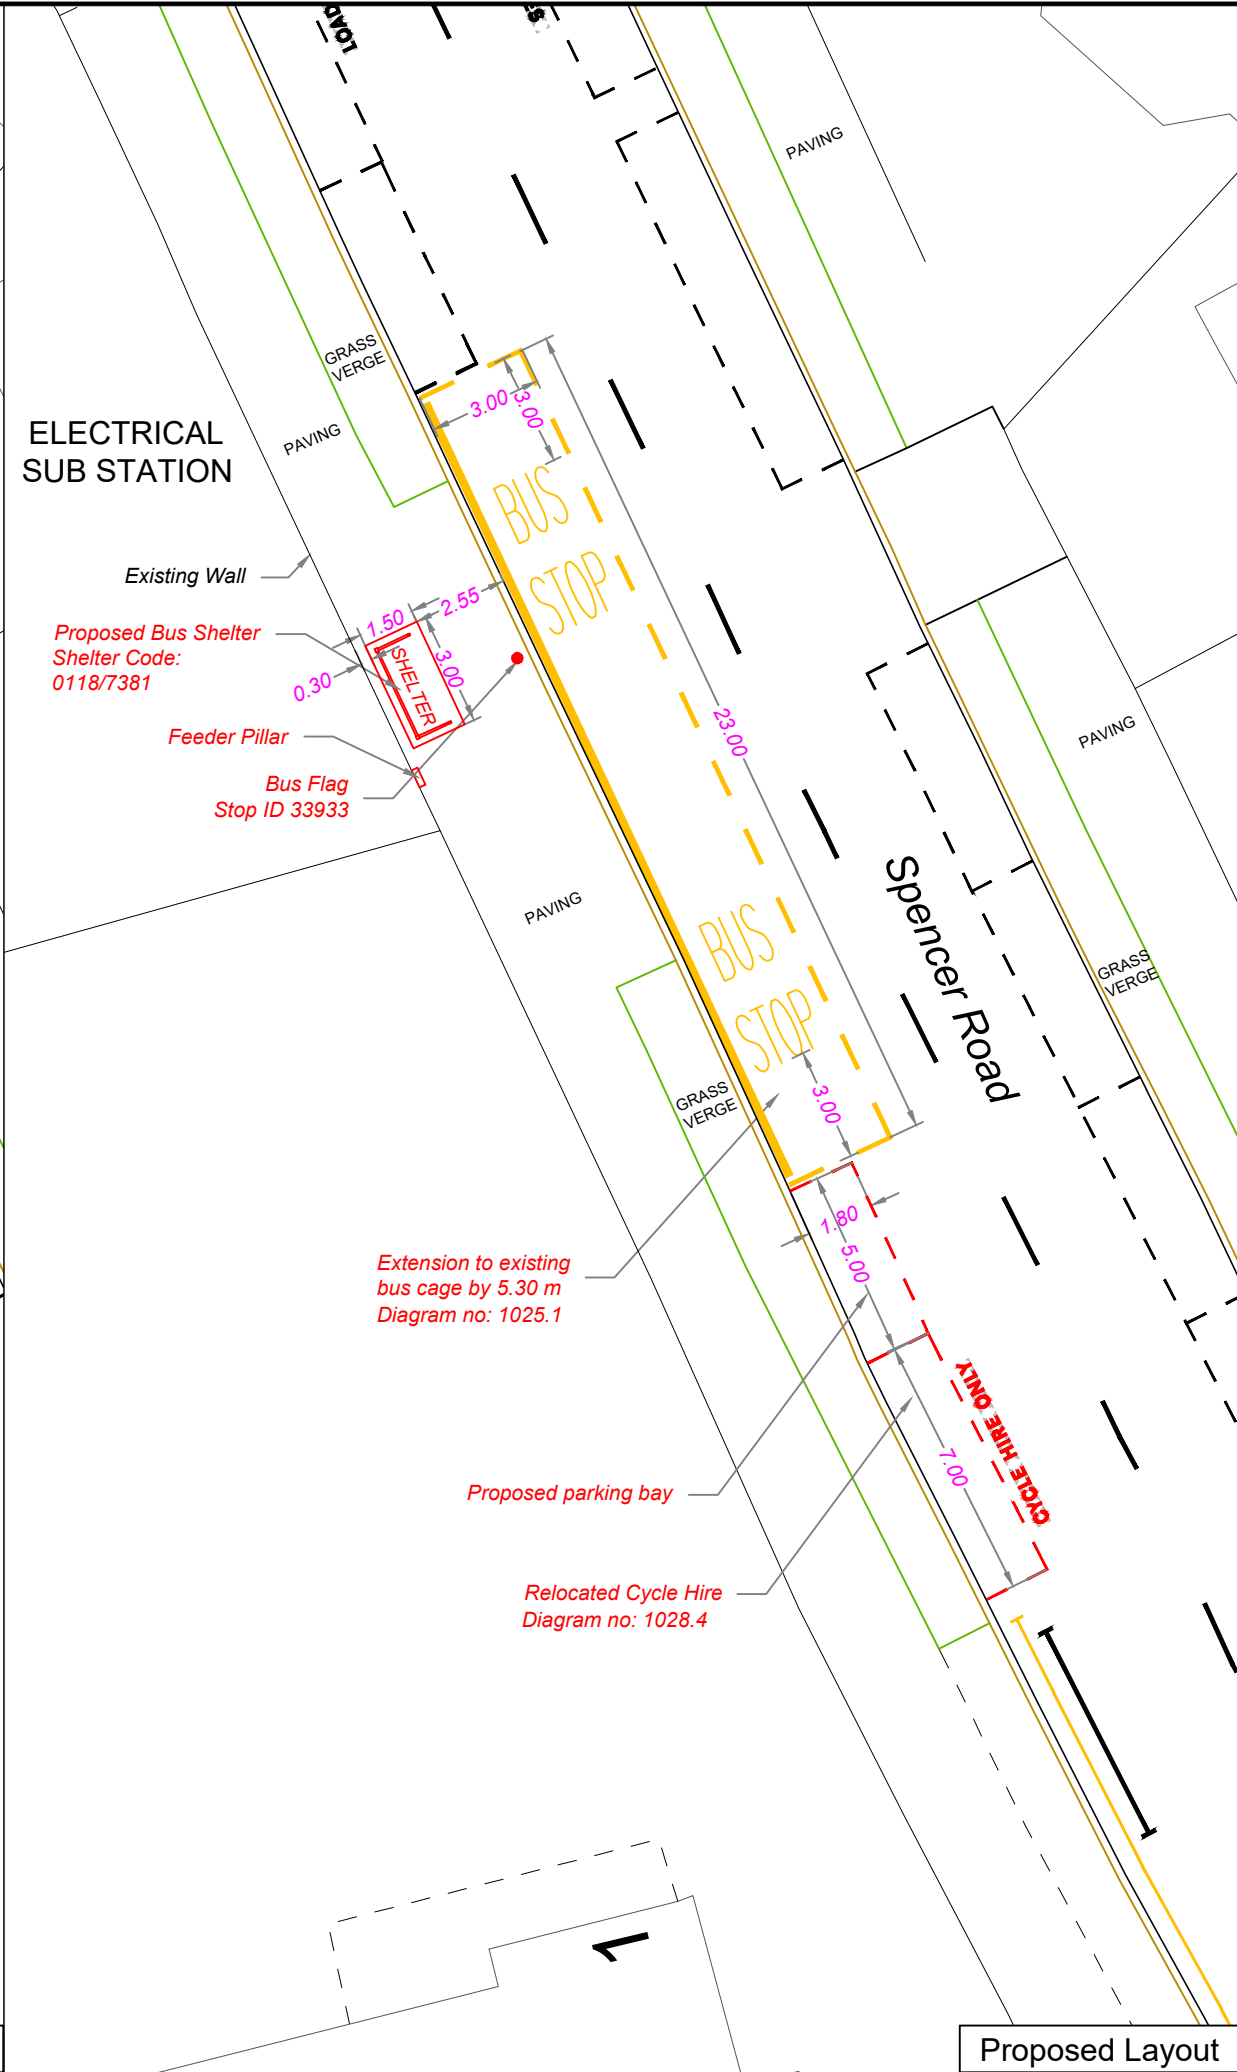 LOAD
PAVING
GRASS
VERGE
ELECTRICAL
SUB STATION
PAVING
3.00
3.00
BUS
STOP
Existing Wall
1.50
2.55
Proposed Bus Shelter
Shelter Code:
0118/7381
0.30
SHELTER
3.00
23.00
Feeder Pillar
Bus Flag
Stop ID 33933
PAVING
PAVING
BUS
STOP
Spencer Road
GRASS
VERGE
GRASS
VERGE
3.00
1.80
5.00
Extension to existing
bus cage by 5.30 m
Diagram no: 1025.1
CYCLE HIRE ONLY
7.00
Proposed parking bay
Relocated Cycle Hire
Diagram no: 1028.4
1
Proposed Layout